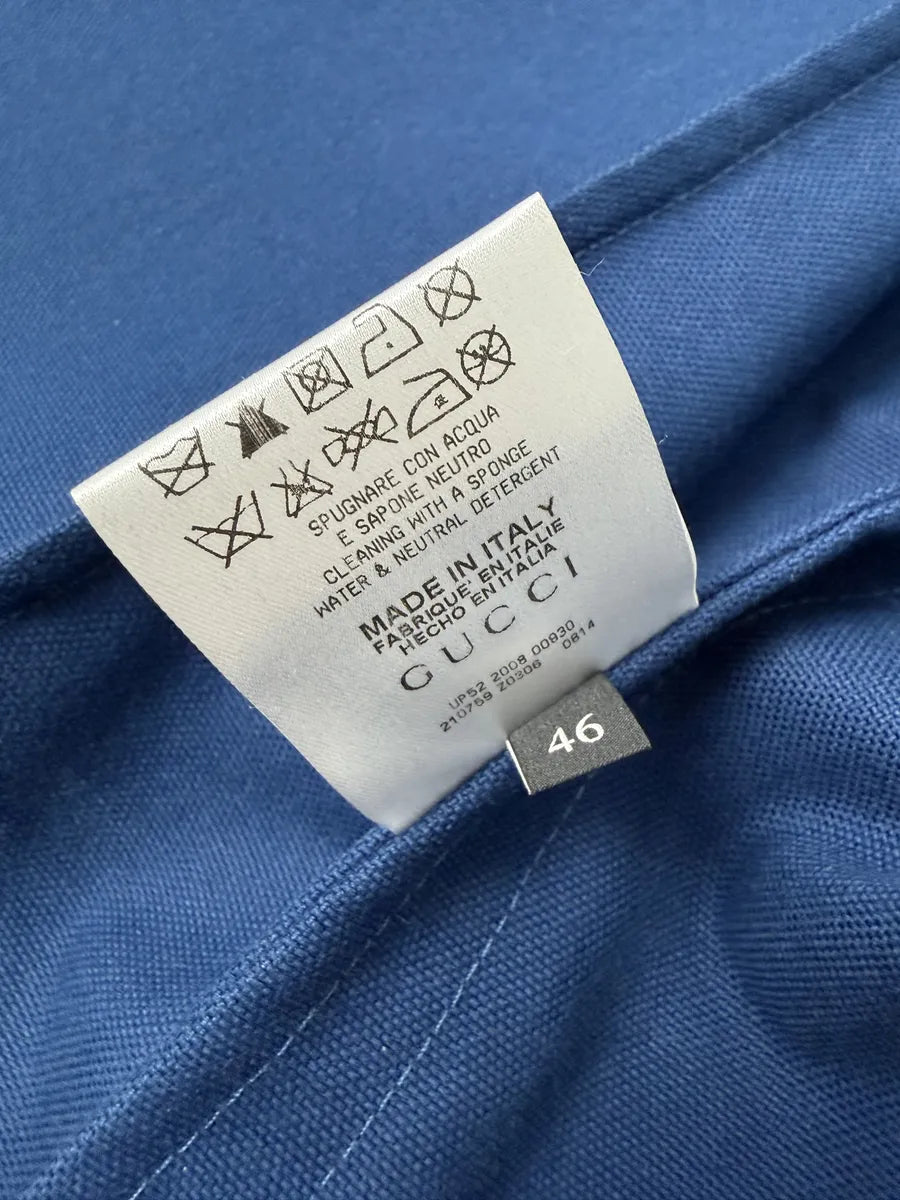 SPUGNARE CON ACQUA
E SAPONE NEUTRO
CLEANING WITH A SPONGE
WATER & NEUTRAL DETERGENT
MADE IN ITALY
FABRIQUE' EN ITALIE
HECHO EN ITALIA
GUCCI
UP52 2008 00830
210759 Z0306 0814
46